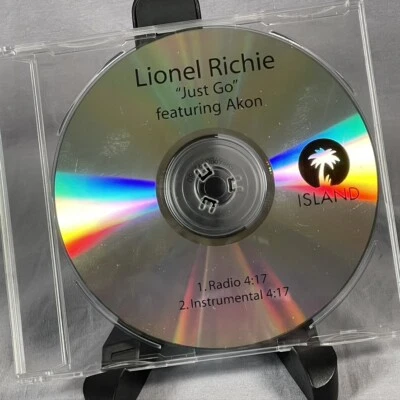 Lionel Richie
"Just Go"
featuring Akon
ISLAND
1. Radio 4:17
2. Instrumental 4:17